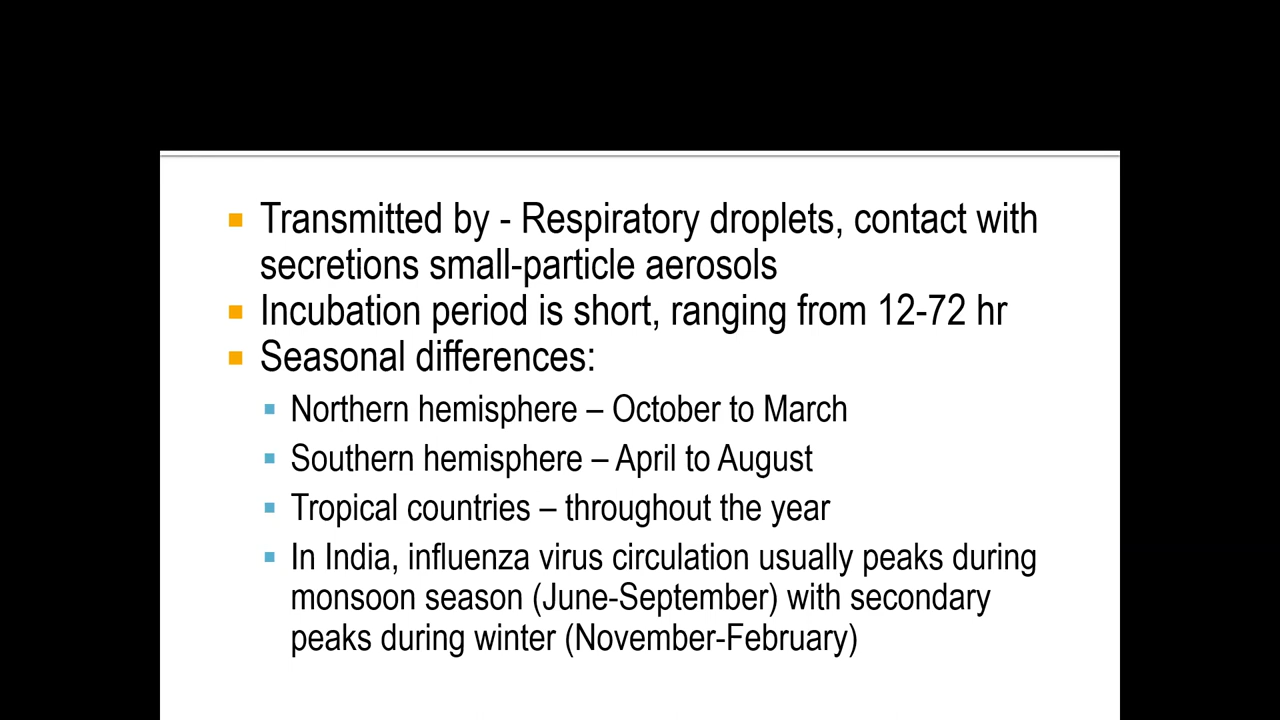 Transmitted by - Respiratory droplets, contact with
secretions small-particle aerosols
Incubation period is short, ranging from 12-72 hr
Seasonal differences:
Northern hemisphere – October to March
Southern hemisphere – April to August
Tropical countries – throughout the year
In India, influenza virus circulation usually peaks during
monsoon season (June-September) with secondary
peaks during winter (November-February)